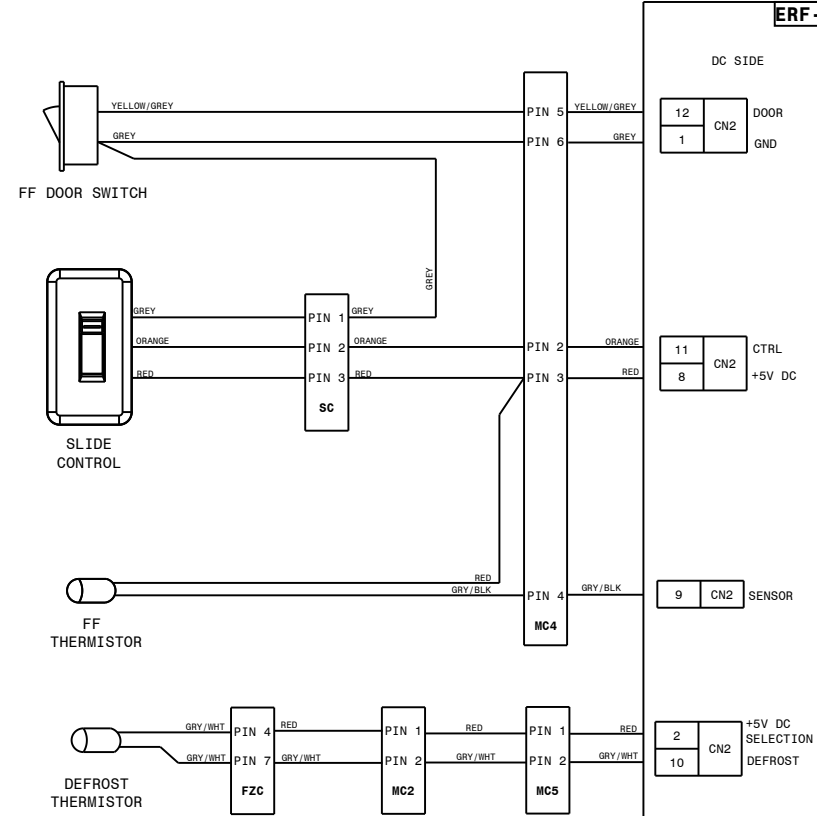 ERF-
DC SIDE
YELLOW/GREY
PIN 5
YELLOW/GREY
12
CN2
DOOR
GREY
PIN 6
GREY
1
GND
FF DOOR SWITCH
GREY
GREY
PIN 1
GREY
ORANGE
PIN 2
ORANGE
PIN 2
ORANGE
11
CN2
CTRL
RED
PIN 3
RED
PIN 3
RED
8
+5V DC
SC
SLIDE
CONTROL
RED
GRY/BLK
PIN 4
GRY/BLK
9
CN2
SENSOR
FF
THERMISTOR
MC4
GRY/WHT
PIN 4
RED
PIN 1
RED
PIN 1
RED
2
CN2
+5V DC
SELECTION
GRY/WHT
PIN 7
GRY/WHT
PIN 2
GRY/WHT
PIN 2
GRY/WHT
10
DEFROST
DEFROST
THERMISTOR
FZC
MC2
MC5